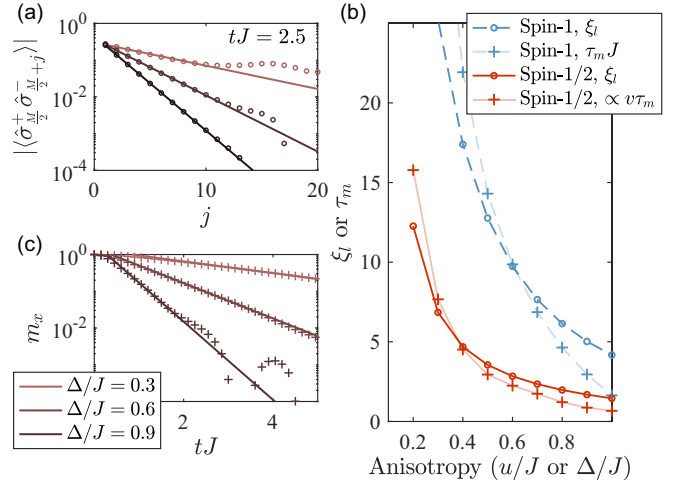 (a)
10^0
10^-2
10^-4
|⟨σ̂^+_{M/2} σ̂^-_{M/2+j}⟩|
tJ = 2.5
0
10
20
j
(c)
10^0
10^-2
m_x
Δ/J = 0.3
Δ/J = 0.6
Δ/J = 0.9
2
4
tJ
(b)
Spin-1, ξ_l
Spin-1, τ_m J
Spin-1/2, ξ_l
Spin-1/2, ∝ vτ_m
20
15
10
5
0
ξ_l or τ_m
0.2
0.4
0.6
0.8
Anisotropy (u/J or Δ/J)